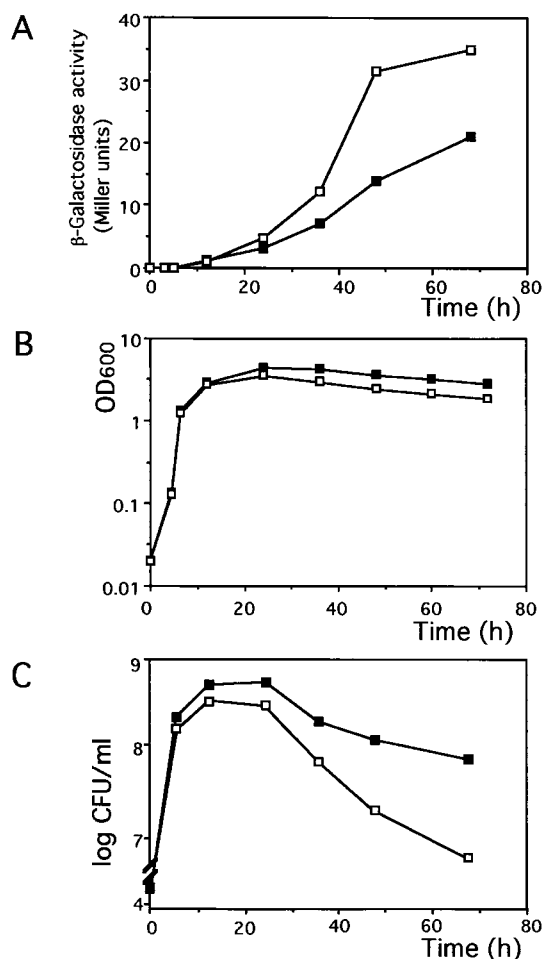 A
β-Galactosidase activity
(Miller units)
40
30
20
10
0
0 20 40 60 80
Time (h)
B
OD600
10
1
0.1
0.01
0 20 40 60 80
Time (h)
C
log CFU/ml
9
8
7
4
0 20 40 60 80
Time (h)